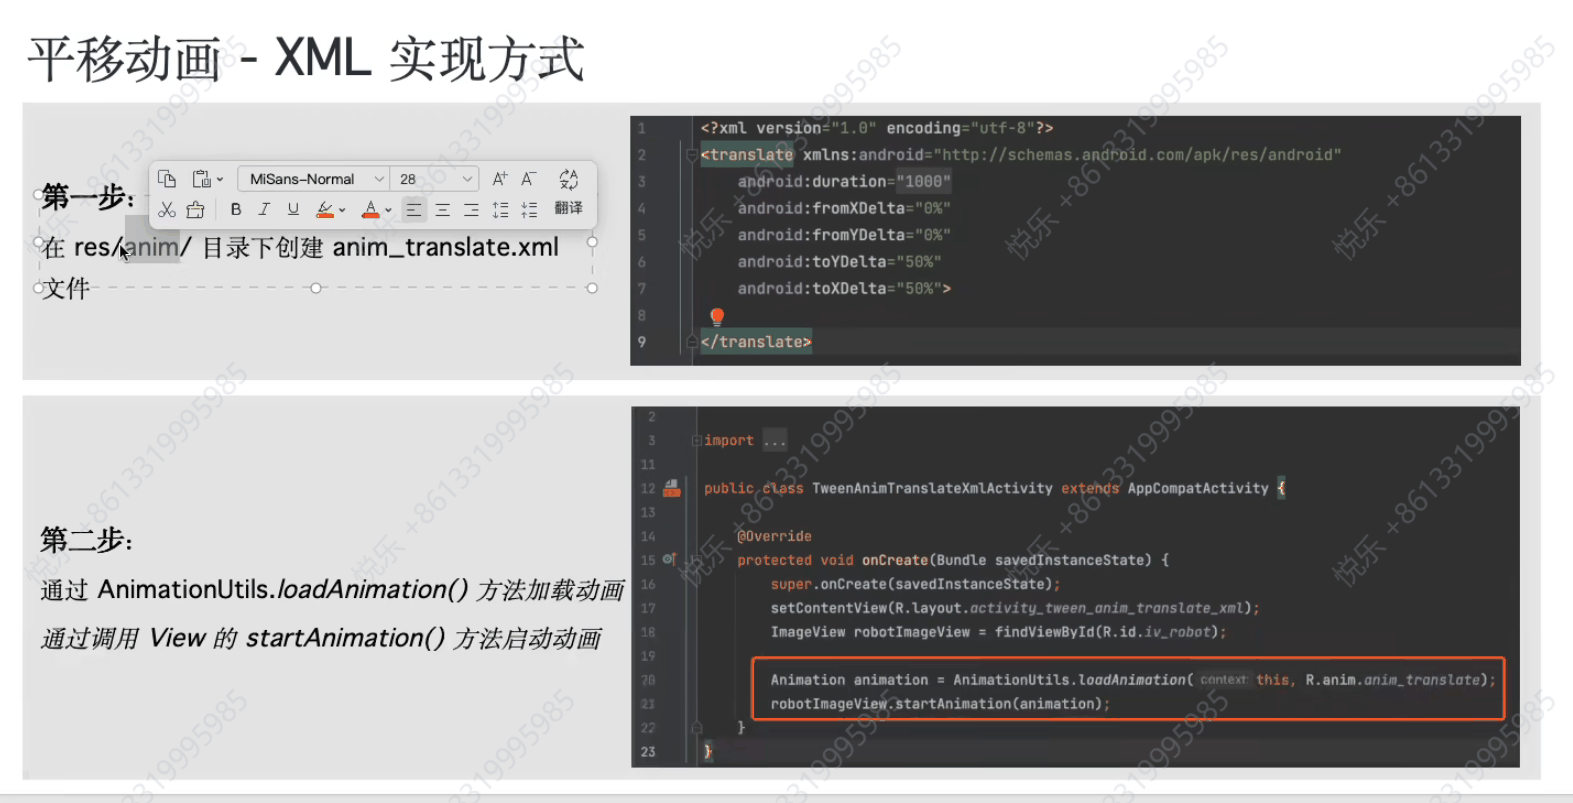 平移动画 - XML 实现方式
第一步：
MiSans-Normal
28
A+ A-
B I U
A
翻译
在 res/anim/ 目录下创建 anim_translate.xml
文件
1 <?xml version="1.0" encoding="utf-8"?>
2 <translate xmlns:android="http://schemas.android.com/apk/res/android"
3 android:duration="1000"
4 android:fromXDelta="0%"
5 android:fromYDelta="0%"
6 android:toYDelta="50%"
7 android:toXDelta="50%">
8
9 </translate>
第二步：
通过 AnimationUtils.loadAnimation() 方法加载动画
通过调用 View 的 startAnimation() 方法启动动画
2
3 import ...
11
12 public class TweenAnimTranslateXmlActivity extends AppCompatActivity {
13
14 @Override
15 protected void onCreate(Bundle savedInstanceState) {
16 super.onCreate(savedInstanceState);
17 setContentView(R.layout.activity_tween_anim_translate_xml);
18 ImageView robotImageView = findViewById(R.id.iv_robot);
19
20 Animation animation = AnimationUtils.loadAnimation( context: this, R.anim.anim_translate);
21 robotImageView.startAnimation(animation);
22 }
23 }
悦乐 +8613319995985